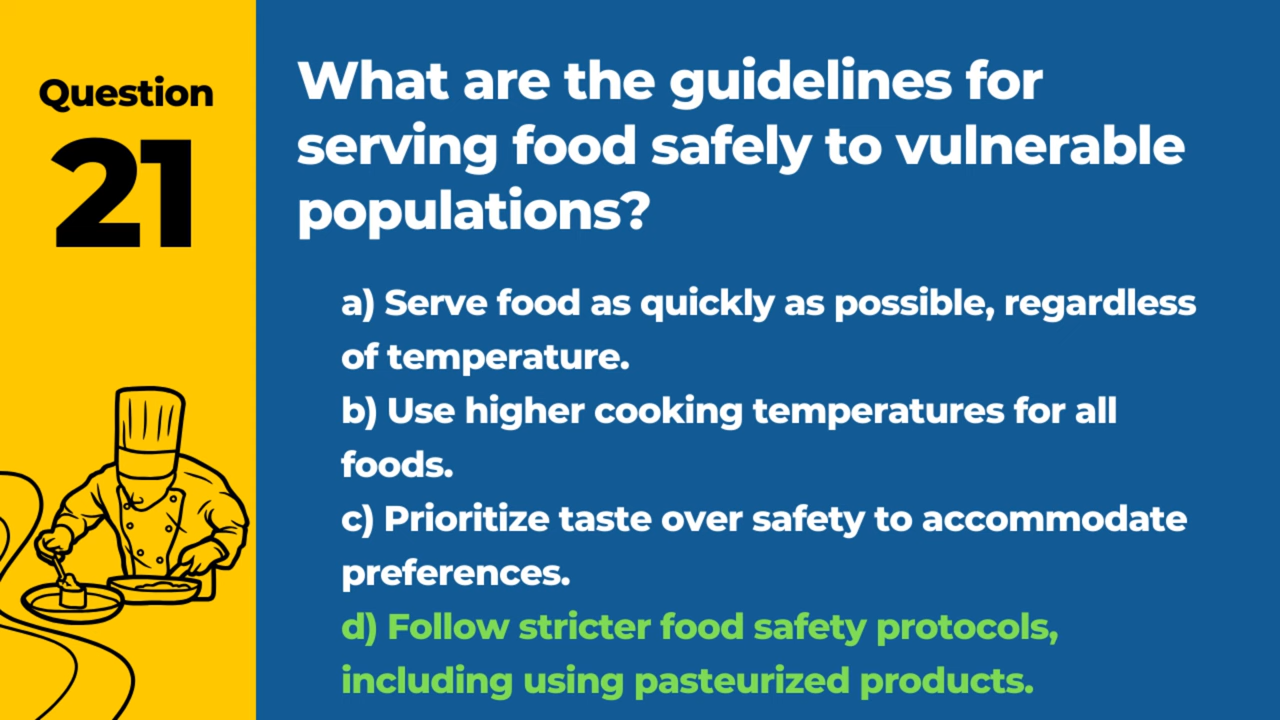 Question
21
What are the guidelines for
serving food safely to vulnerable
populations?
a) Serve food as quickly as possible, regardless
of temperature.
b) Use higher cooking temperatures for all
foods.
c) Prioritize taste over safety to accommodate
preferences.
d) Follow stricter food safety protocols,
including using pasteurized products.